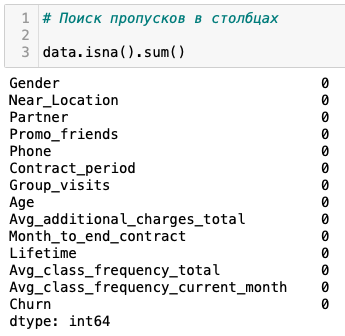 1 # Поиск пропусков в столбцах
2
3 data.isna().sum()
Gender 0
Near_Location 0
Partner 0
Promo_friends 0
Phone 0
Contract_period 0
Group_visits 0
Age 0
Avg_additional_charges_total 0
Month_to_end_contract 0
Lifetime 0
Avg_class_frequency_total 0
Avg_class_frequency_current_month 0
Churn 0
dtype: int64